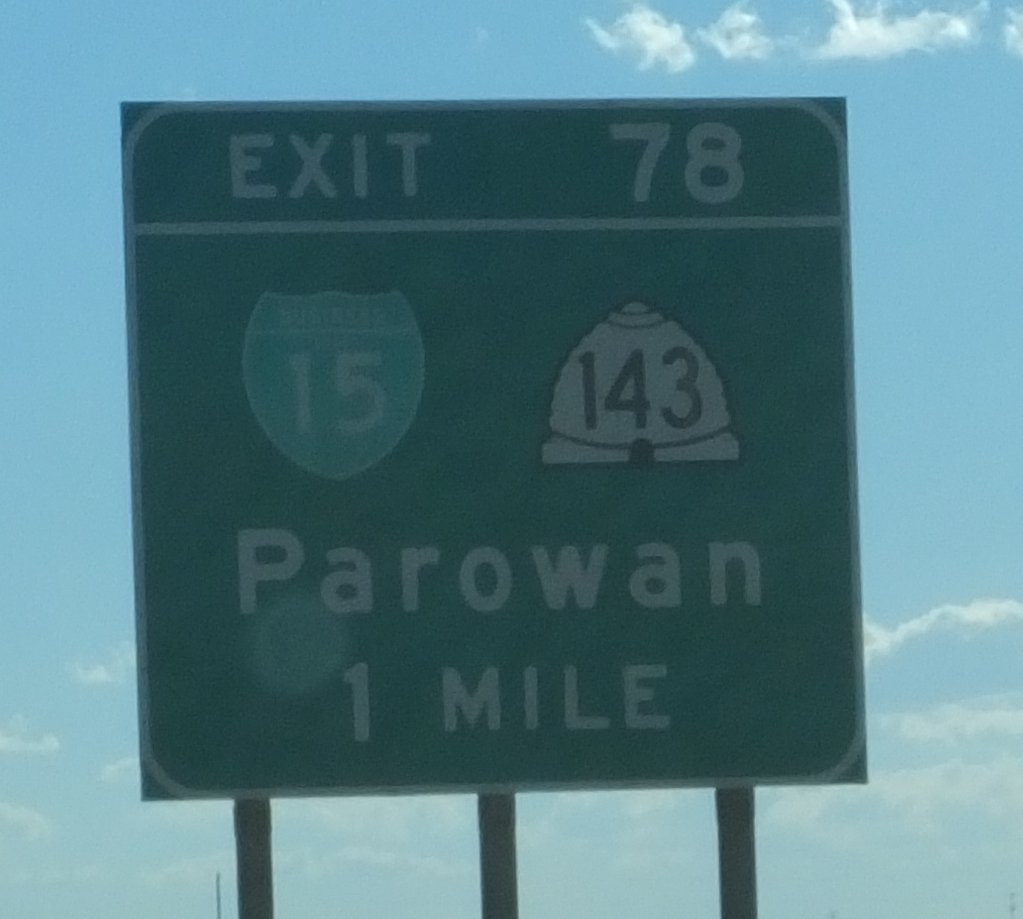 EXIT 78
15 143
Parowan
1 MILE